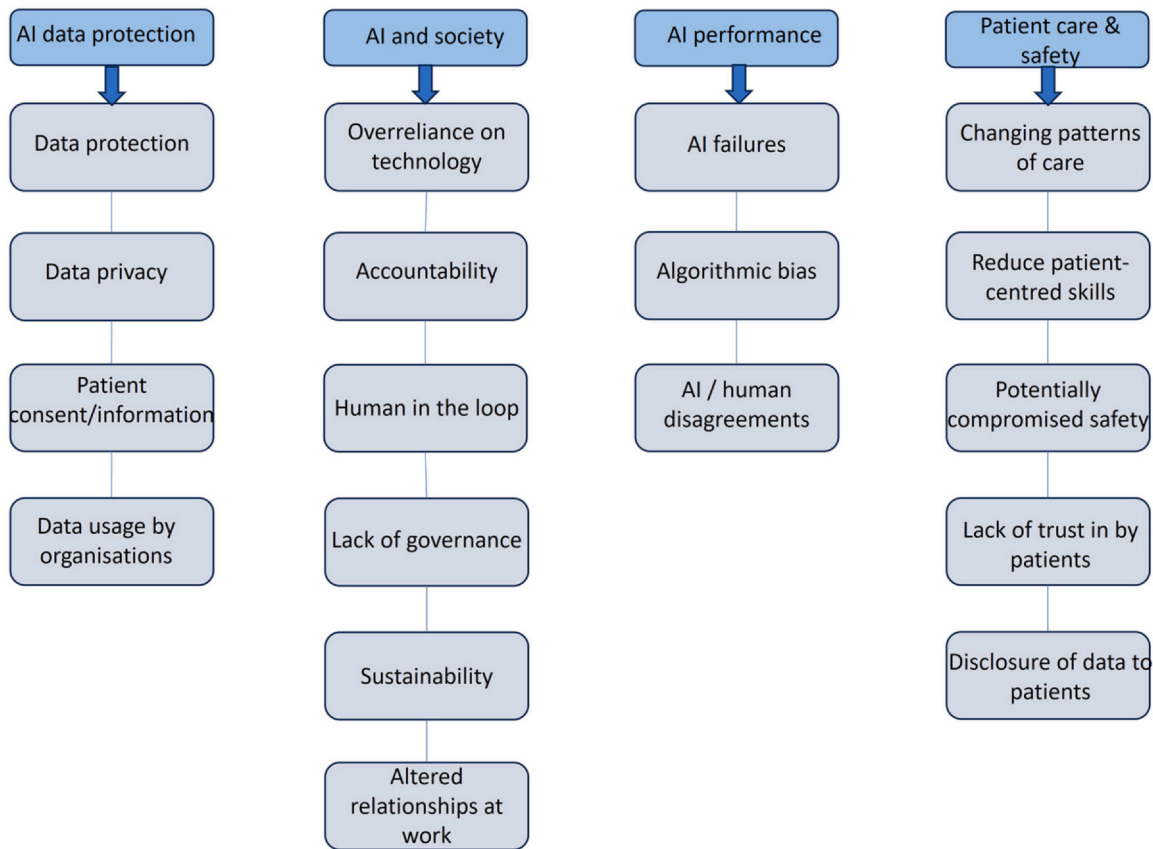 AI data protection
Data protection
Data privacy
Patient
consent/information
Data usage by
organisations
AI and society
Overreliance on
technology
Accountability
Human in the loop
Lack of governance
Sustainability
Altered
relationships at
work
AI performance
AI failures
Algorithmic bias
AI / human
disagreements
Patient care &
safety
Changing patterns
of care
Reduce patient-
centred skills
Potentially
compromised safety
Lack of trust in by
patients
Disclosure of data to
patients